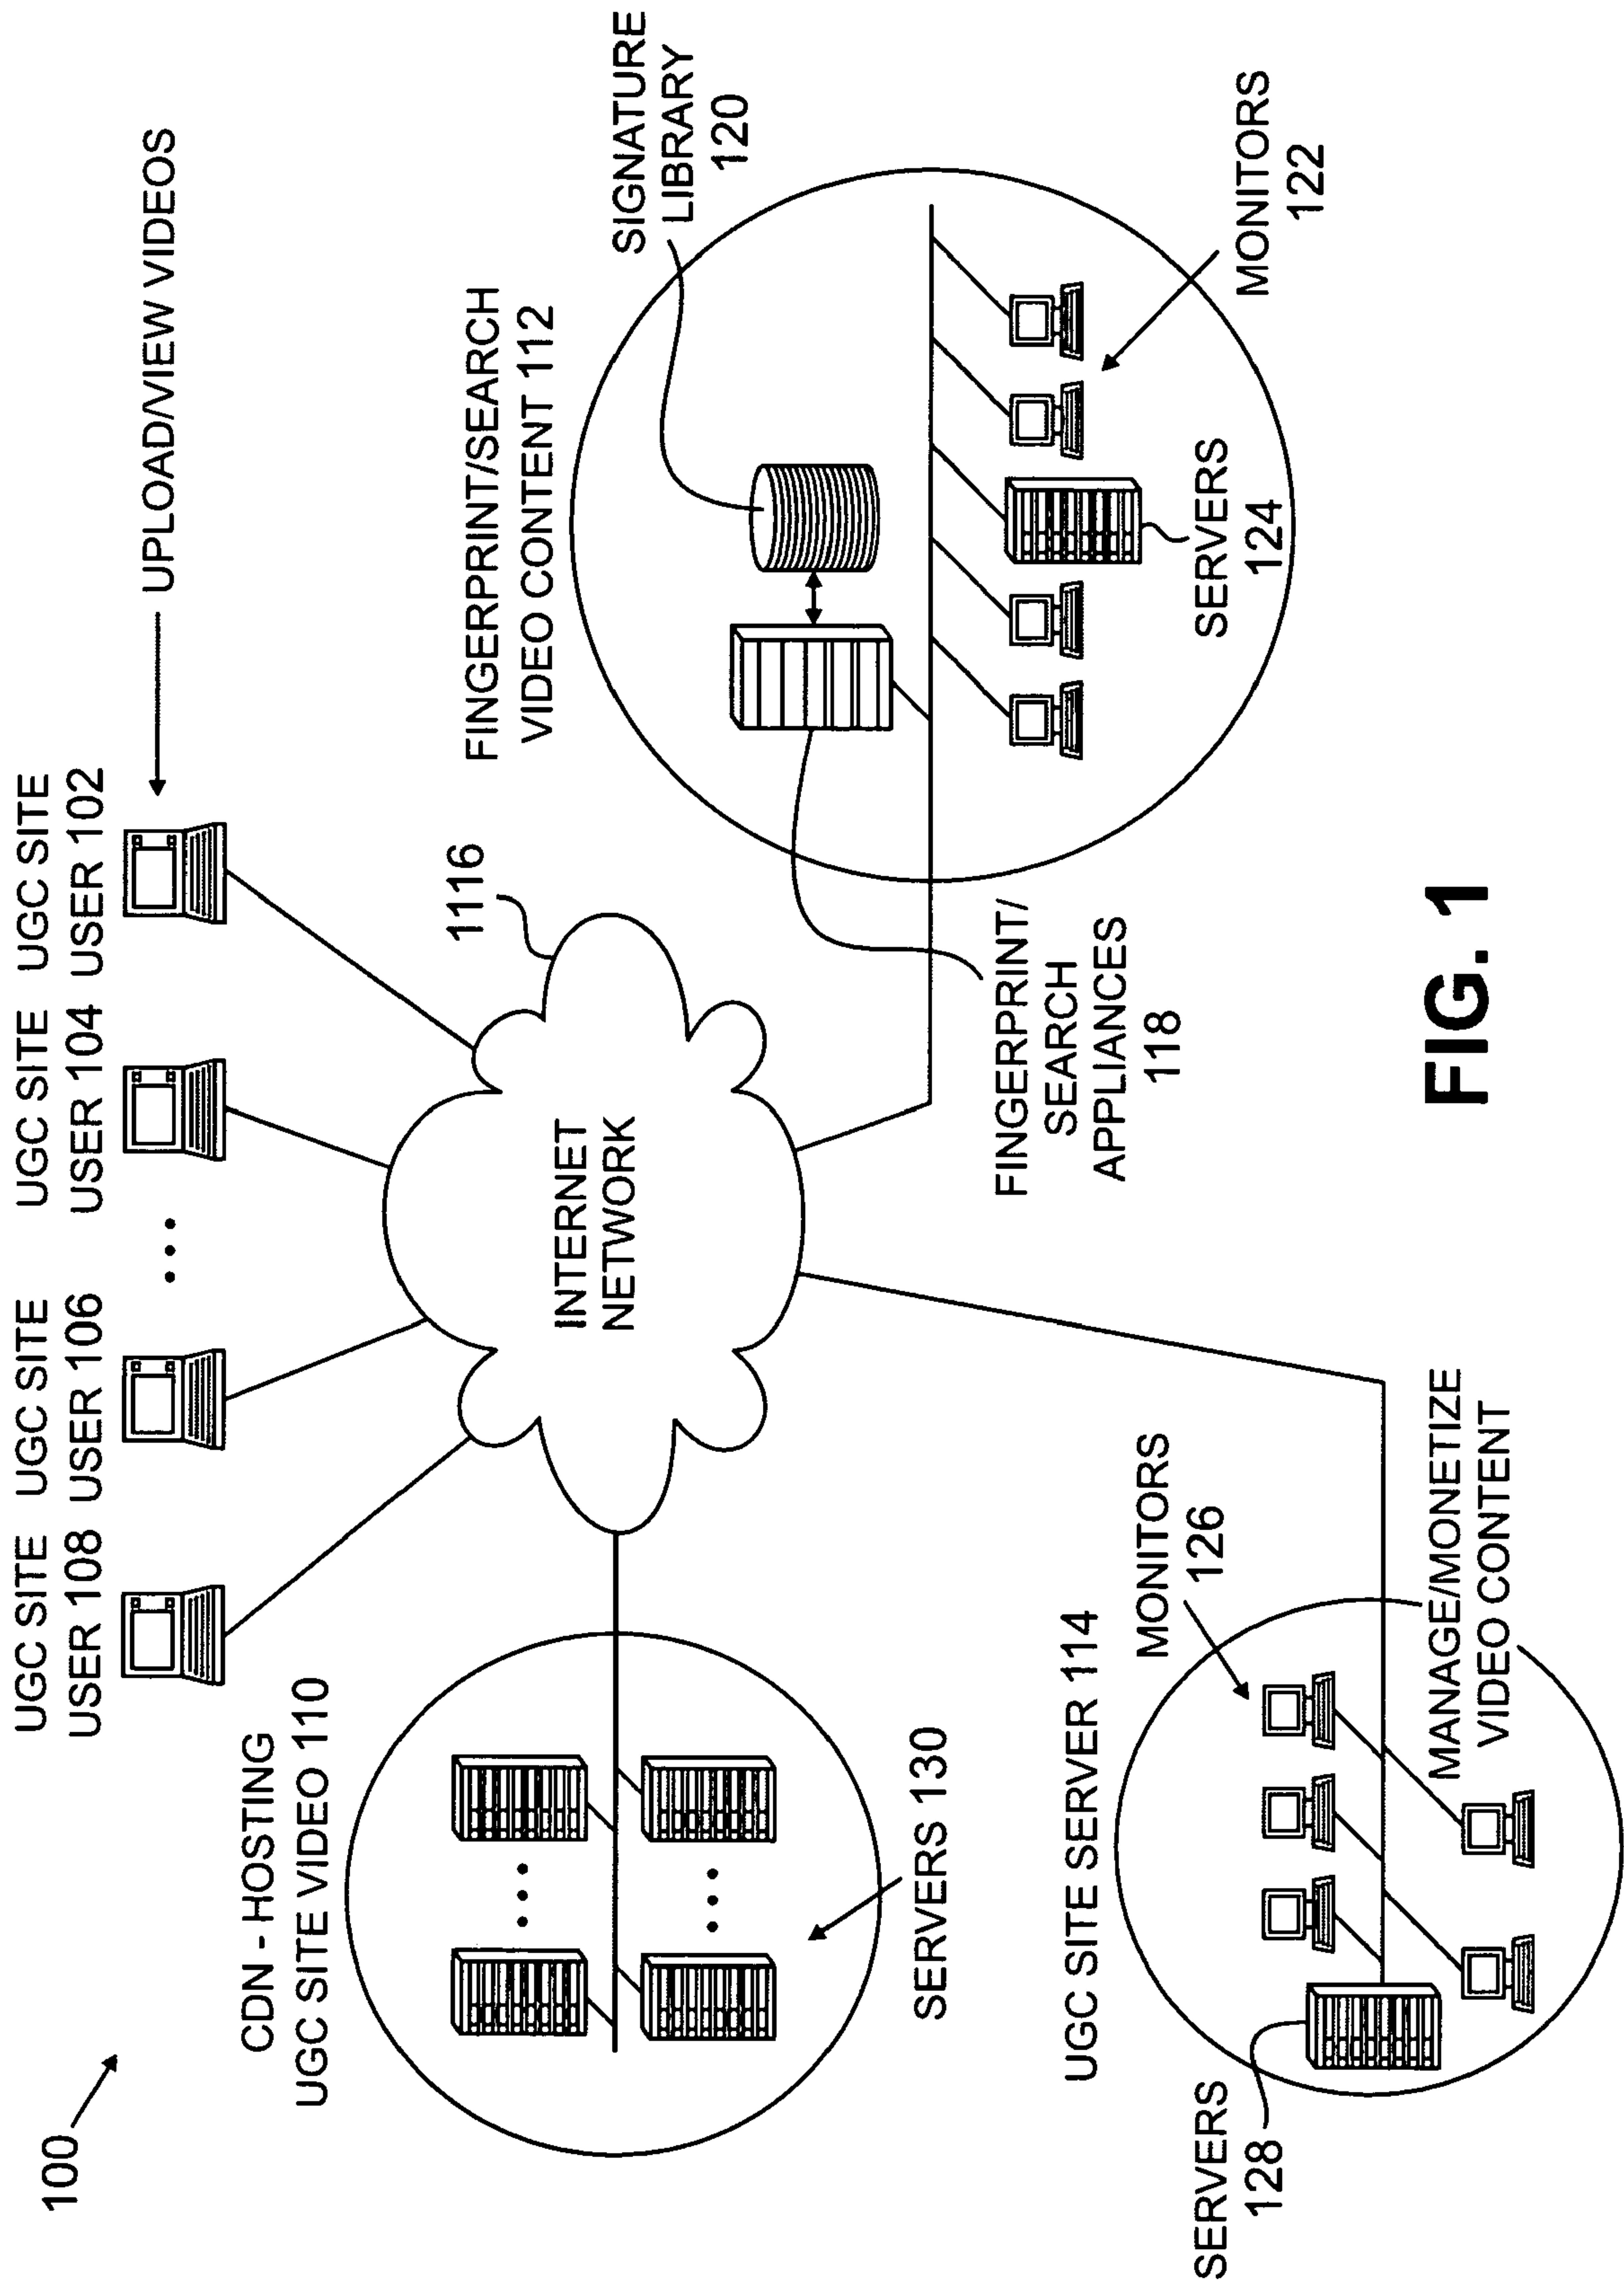 100
UGC SITE
USER 108
UGC SITE
USER 106
UGC SITE
USER 104
UGC SITE
USER 102
UPLOAD/VIEW VIDEOS
CDN - HOSTING
UGC SITE VIDEO 110
SERVERS 130
INTERNET
NETWORK
1116
FINGERPRINT/SEARCH
VIDEO CONTENT 112
SIGNATURE
LIBRARY
120
FINGERPRINT/
SEARCH
APPLIANCES
118
SERVERS
124
MONITORS
122
UGC SITE SERVER 114
MONITORS
126
SERVERS
128
MANAGE/MONETIZE
VIDEO CONTENT
FIG. 1